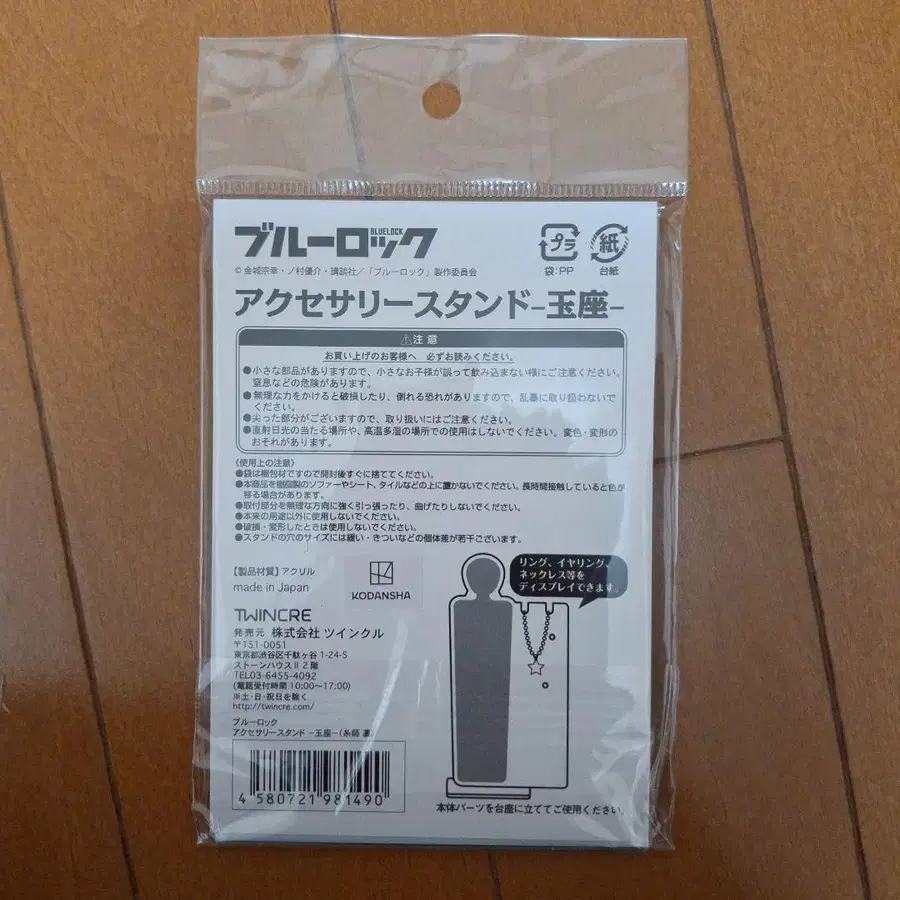 ブルーロック
BLUELOCK
プラ
袋:PP
紙
台紙
© 金城宗幸・ノ村優介・講談社/「ブルーロック」製作委員会
アクセサリースタンド-玉座-
⚠注意
お買い上げのお客様へ 必ずお読みください。
●小さな部品がありますので、小さなお子様が誤って飲み込まない様にご注意ください。
窒息などの危険があります。
●無理な力をかけると破損したり、倒れる恐れがありますので、乱暴に取り扱わないで
ください。
●尖った部分がございますので、取り扱いにはご注意ください。
●直射日光の当たる場所や、高温多湿の場所での使用はしないでください。変色・変形の
おそれがあります。
〈使用上の注意〉
●袋は梱包材ですので開封後すぐに捨ててください。
●本商品を樹脂製のソファーやシート、タイルなどの上に置かないでください。長時間接触していると色が
移る場合があります。
●取付部分を無理な方向に強く引っ張ったり、曲げたりしないでください。
●本来の用途以外に使用しないでください。
●破損・変形したときは使用しないでください。
●スタンドの穴のサイズには緩い・きついなどの個体差が若干ございます。
【製品材質】アクリル
made in Japan
KODANSHA
リング、イヤリング、
ネックレス等を
ディスプレイできます。
TWINCRE
発売元 株式会社 ツインクル
〒151-0051
東京都渋谷区千駄ヶ谷 1-24-5
ストーンハウスⅡ 2階
TEL03-6455-4092
(電話受付時間 10:00〜17:00)
※土・日・祝日を除く
http://twincre.com/
ブルーロック
アクセサリースタンド -玉座-(糸師 凛)
4 580721 981490
本体パーツを台座に立ててご使用ください。